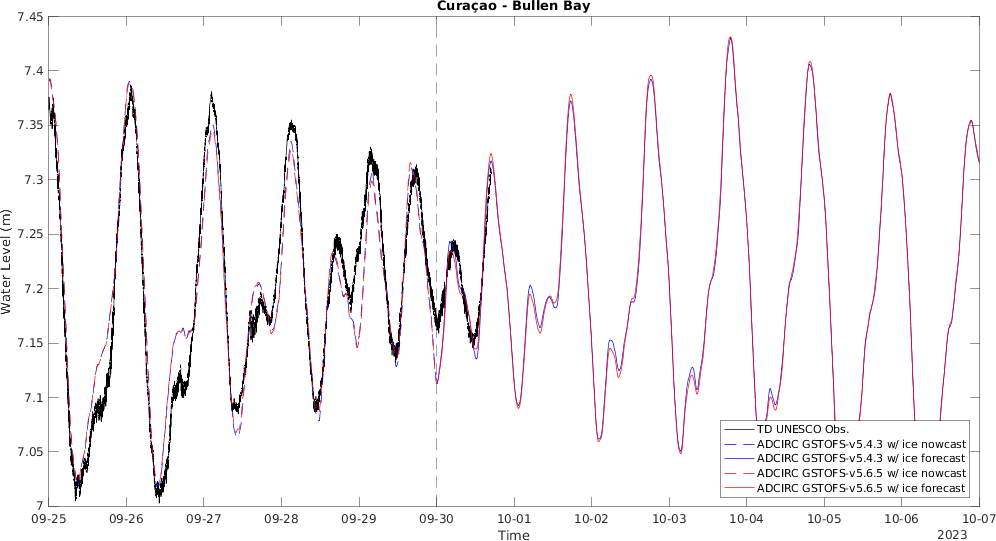 Curaçao - Bullen Bay
Water Level (m)
7.45
7.4
7.35
7.3
7.25
7.2
7.15
7.1
7.05
7
TD UNESCO Obs.
ADCIRC GSTOFS-v5.4.3 w/ ice nowcast
ADCIRC GSTOFS-v5.4.3 w/ ice forecast
ADCIRC GSTOFS-v5.6.5 w/ ice nowcast
ADCIRC GSTOFS-v5.6.5 w/ ice forecast
09-25 09-26 09-27 09-28 09-29 09-30 10-01 10-02 10-03 10-04 10-05 10-06 10-07
Time
2023